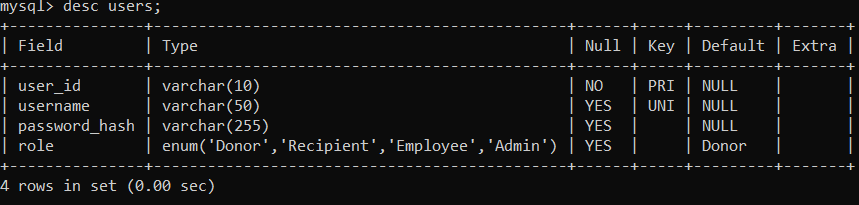 mysql> desc users;
+---------------+-----------------------------------------------+------+-----+---------+-------+
| Field         | Type                                          | Null | Key | Default | Extra |
+---------------+-----------------------------------------------+------+-----+---------+-------+
| user_id       | varchar(10)                                   | NO   | PRI | NULL    |       |
| username      | varchar(50)                                   | YES  | UNI | NULL    |       |
| password_hash | varchar(255)                                  | YES  |     | NULL    |       |
| role          | enum('Donor','Recipient','Employee','Admin') | YES  |     | Donor   |       |
+---------------+-----------------------------------------------+------+-----+---------+-------+
4 rows in set (0.00 sec)